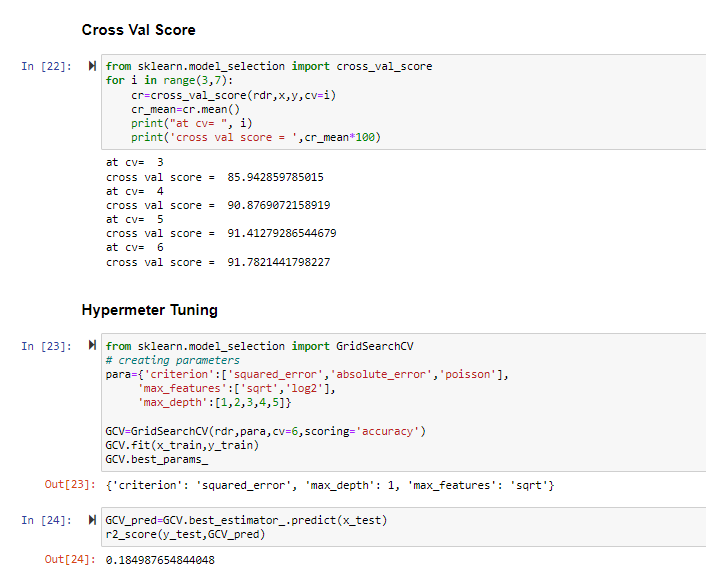 Cross Val Score
In [22]:
from sklearn.model_selection import cross_val_score
for i in range(3,7):
    cr=cross_val_score(rdr,x,y,cv=i)
    cr_mean=cr.mean()
    print("at cv= ", i)
    print('cross val score = ',cr_mean*100)
at cv=  3
cross val score =  85.942859785015
at cv=  4
cross val score =  90.8769072158919
at cv=  5
cross val score =  91.41279286544679
at cv=  6
cross val score =  91.7821441798227
Hypermeter Tuning
In [23]:
from sklearn.model_selection import GridSearchCV
# creating parameters
para={'criterion':['squared_error','absolute_error','poisson'],
     'max_features':['sqrt','log2'],
     'max_depth':[1,2,3,4,5]}
GCV=GridSearchCV(rdr,para,cv=6,scoring='accuracy')
GCV.fit(x_train,y_train)
GCV.best_params_
Out[23]: {'criterion': 'squared_error', 'max_depth': 1, 'max_features': 'sqrt'}
In [24]:
GCV_pred=GCV.best_estimator_.predict(x_test)
r2_score(y_test,GCV_pred)
Out[24]: 0.184987654844048